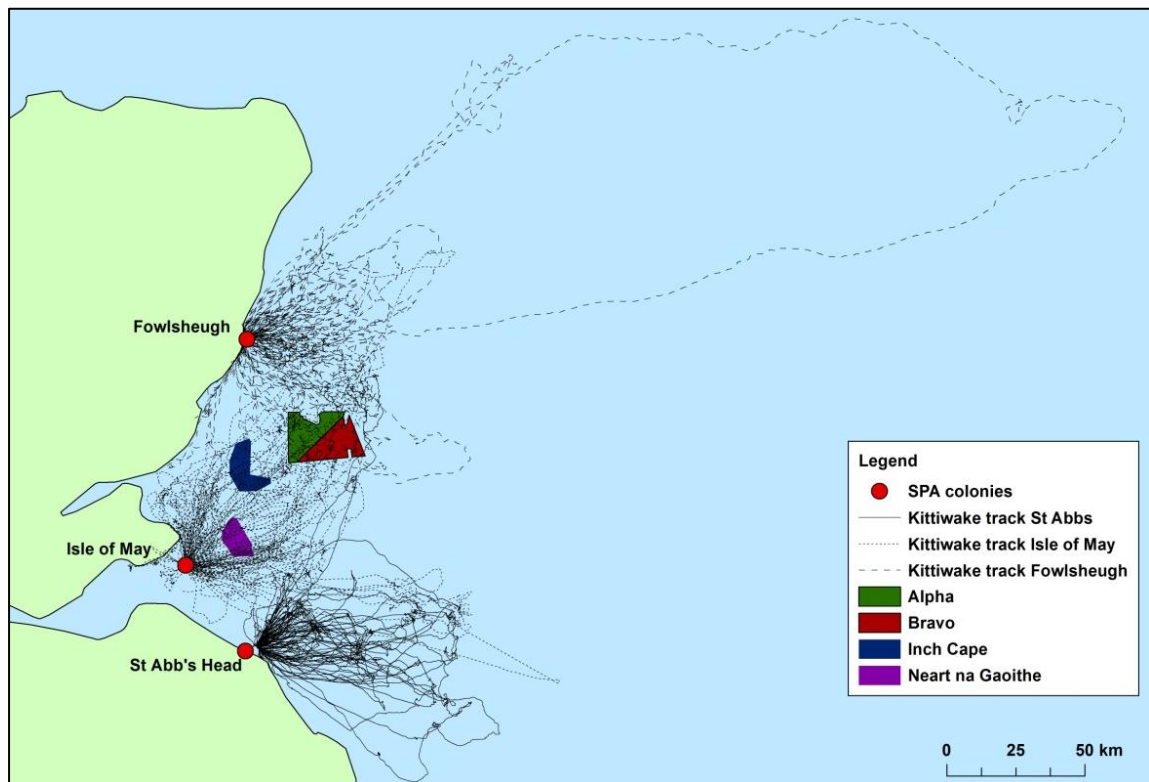 Fowlsheugh
Isle of May
St Abb's Head
Legend
SPA colonies
Kittiwake track St Abbs
Kittiwake track Isle of May
Kittiwake track Fowlsheugh
Alpha
Bravo
Inch Cape
Neart na Gaoithe
0 25 50 km